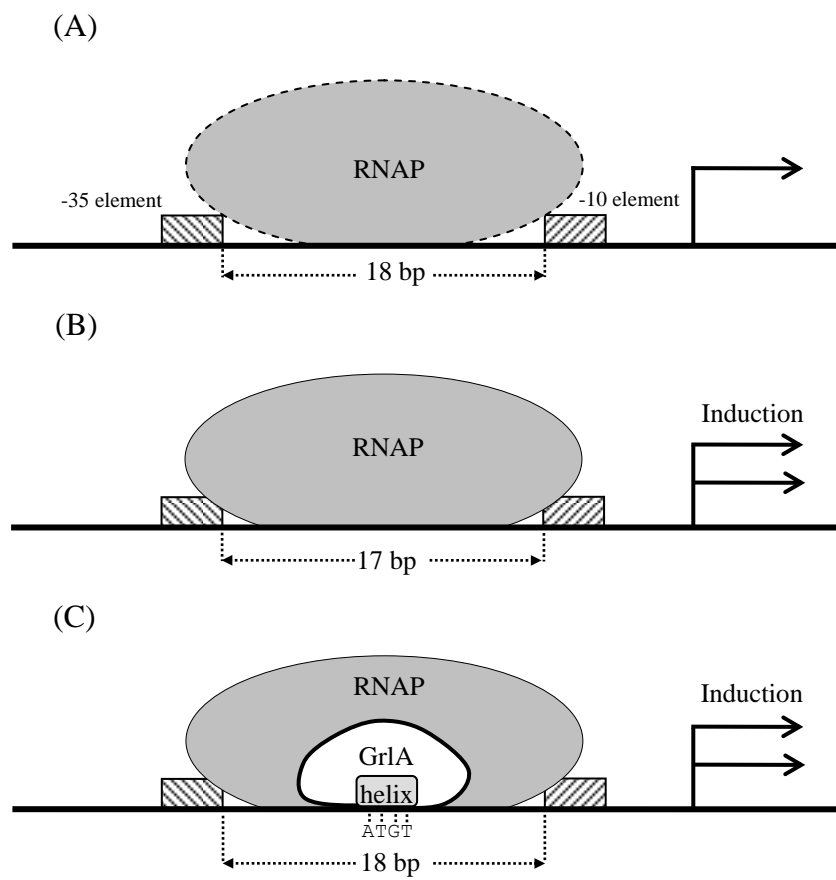 (A)
RNAP
-35 element
-10 element
18 bp
(B)
Induction
RNAP
17 bp
(C)
RNAP
Induction
GrlA
helix
ATGT
18 bp